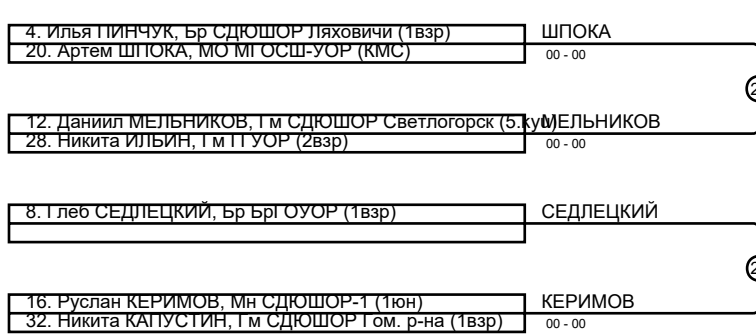 4. Илья ПИНЧУК, Бр СДЮШОР Ляховичи (1взр)
ШПОКА
20. Артем ШПОКА, МО МГОСШ-УОР (КМС)
00 - 00
2
12. Даниил МЕЛЬНИКОВ, Гм СДЮШОР Светлогорск (5.куш)
МЕЛЬНИКОВ
28. Никита ИЛЬИН, Гм ГГУОР (2взр)
00 - 00
8. Глеб СЕДЛЕЦКИЙ, Бр БрГОУОР (1взр)
СЕДЛЕЦКИЙ
2
16. Руслан КЕРИМОВ, Мн СДЮШОР-1 (1юн)
КЕРИМОВ
32. Никита КАПУСТИН, Гм СДЮШОР Гом. р-на (1взр)
00 - 00